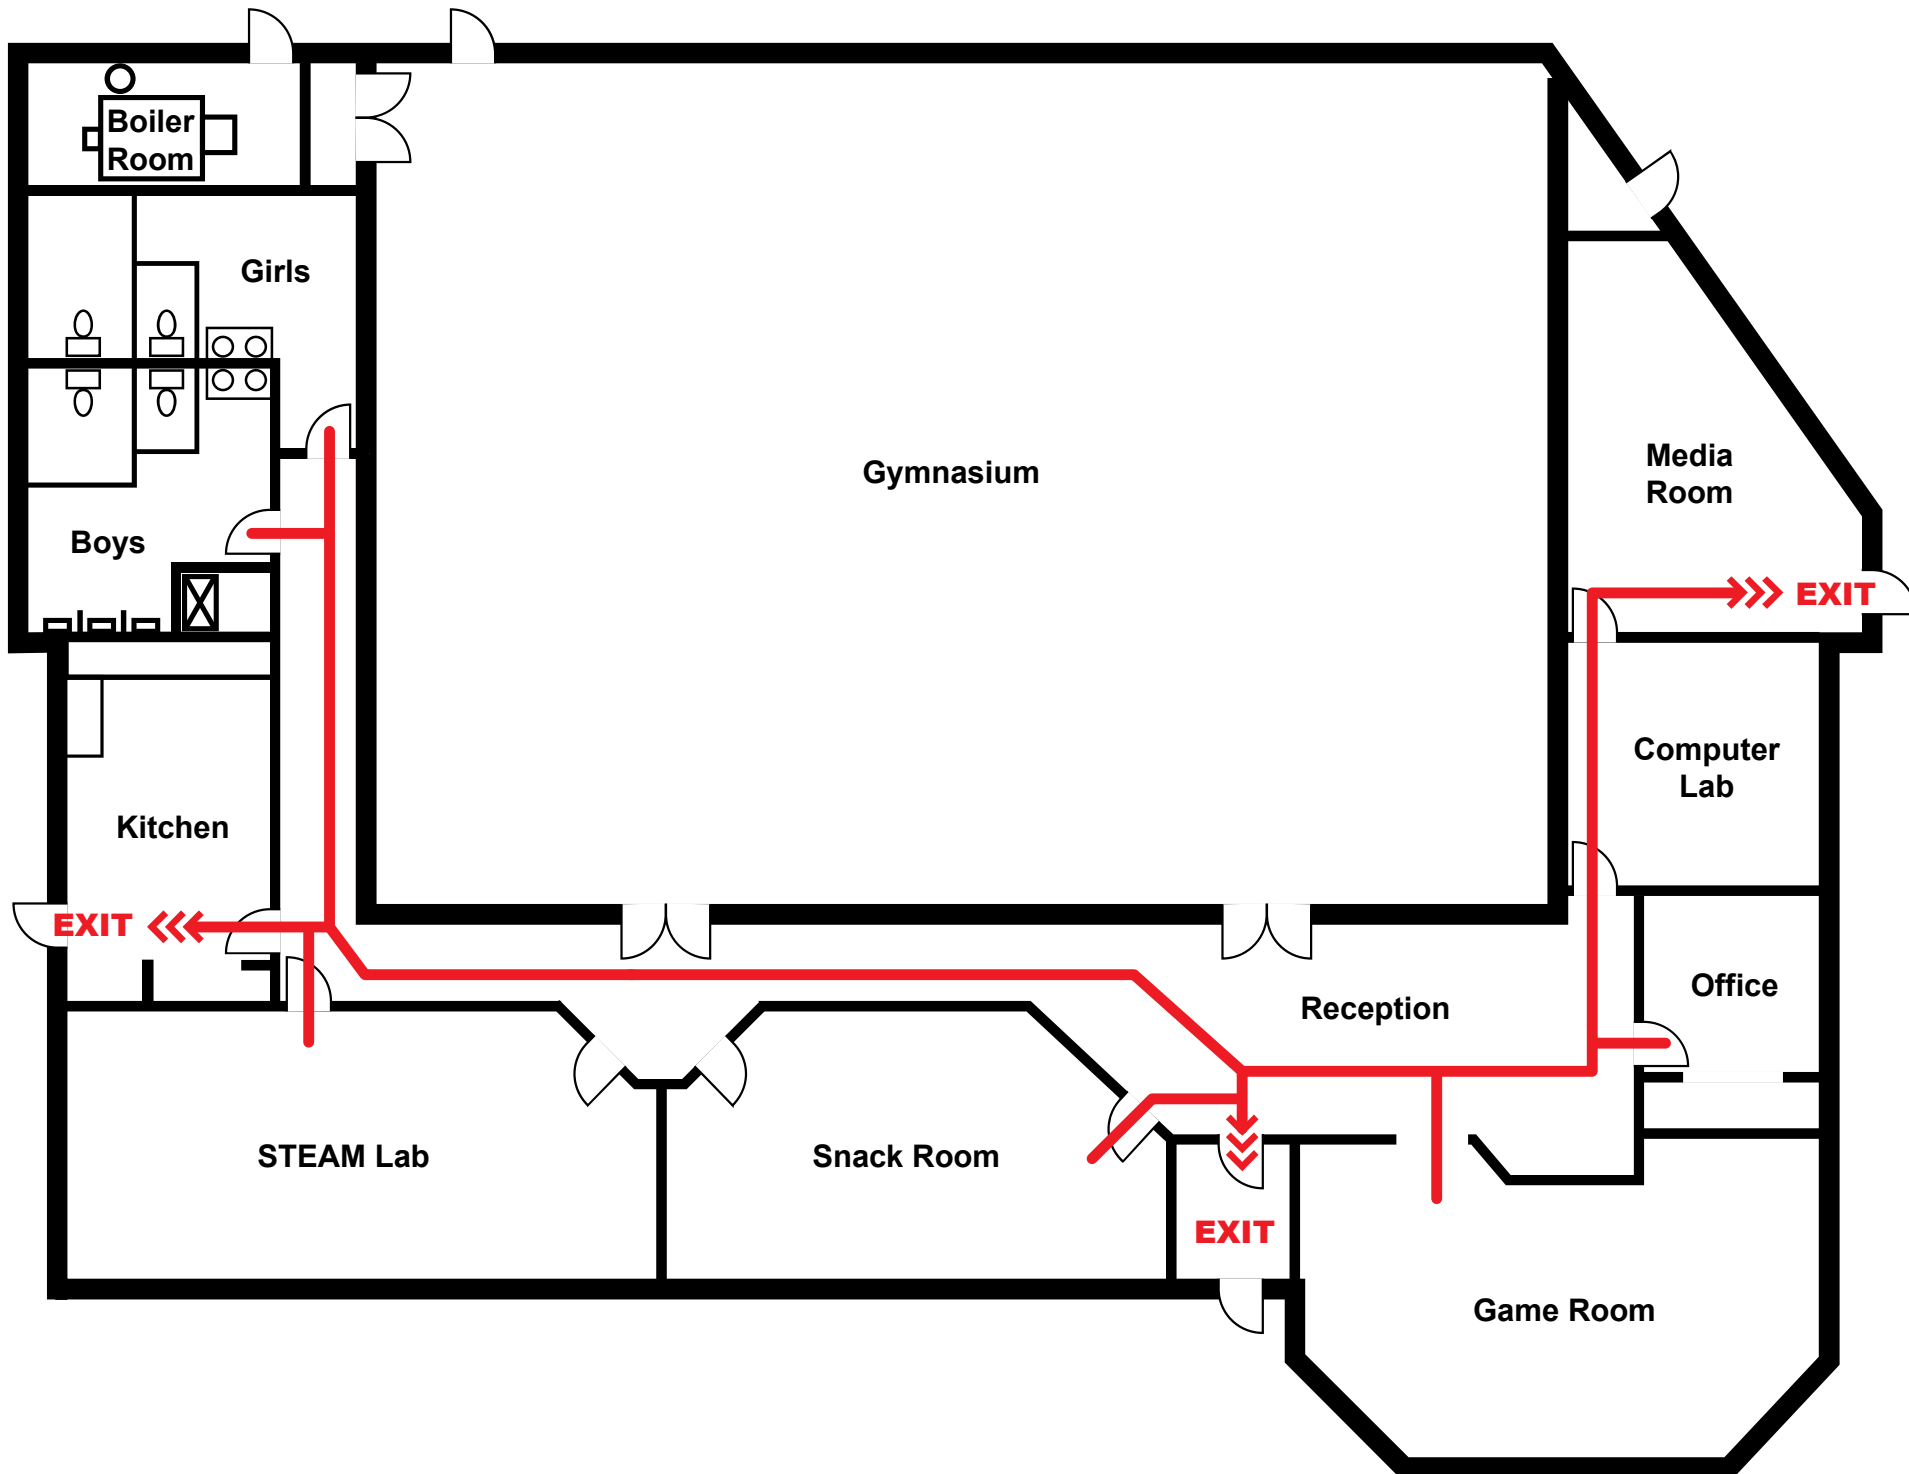 Boiler
Room
Girls
Gymnasium
Media
Room
Boys
EXIT
Computer
Lab
Kitchen
EXIT
Office
Reception
STEAM Lab
Snack Room
EXIT
Game Room